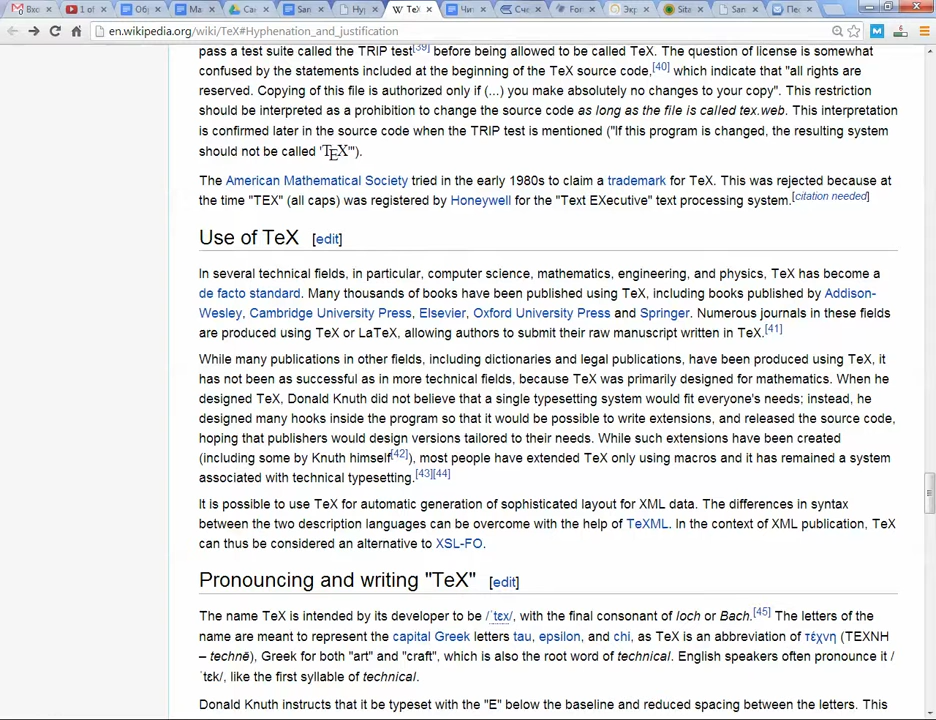 Вхо
1 of
Обр
Ma
Сал
San
Hyp
TeX
Чит
Сче
For
Экр
Sita
San
Пес
en.wikipedia.org/wiki/TeX#Hyphenation_and_justification
pass a test suite called the TRIP test[39] before being allowed to be called TeX. The question of license is somewhat
confused by the statements included at the beginning of the TeX source code,[40] which indicate that "all rights are
reserved. Copying of this file is authorized only if (...) you make absolutely no changes to your copy". This restriction
should be interpreted as a prohibition to change the source code as long as the file is called tex.web. This interpretation
is confirmed later in the source code when the TRIP test is mentioned ("If this program is changed, the resulting system
should not be called 'TEX'").
The American Mathematical Society tried in the early 1980s to claim a trademark for TeX. This was rejected because at
the time "TEX" (all caps) was registered by Honeywell for the "Text EXecutive" text processing system.[citation needed]
Use of TeX [edit]
In several technical fields, in particular, computer science, mathematics, engineering, and physics, TeX has become a
de facto standard. Many thousands of books have been published using TeX, including books published by Addison-
Wesley, Cambridge University Press, Elsevier, Oxford University Press and Springer. Numerous journals in these fields
are produced using TeX or LaTeX, allowing authors to submit their raw manuscript written in TeX.[41]
While many publications in other fields, including dictionaries and legal publications, have been produced using TeX, it
has not been as successful as in more technical fields, because TeX was primarily designed for mathematics. When he
designed TeX, Donald Knuth did not believe that a single typesetting system would fit everyone's needs; instead, he
designed many hooks inside the program so that it would be possible to write extensions, and released the source code,
hoping that publishers would design versions tailored to their needs. While such extensions have been created
(including some by Knuth himself[42]), most people have extended TeX only using macros and it has remained a system
associated with technical typesetting.[43][44]
It is possible to use TeX for automatic generation of sophisticated layout for XML data. The differences in syntax
between the two description languages can be overcome with the help of TeXML. In the context of XML publication, TeX
can thus be considered an alternative to XSL-FO.
Pronouncing and writing "TeX" [edit]
The name TeX is intended by its developer to be /ˈtɛx/, with the final consonant of loch or Bach.[45] The letters of the
name are meant to represent the capital Greek letters tau, epsilon, and chi, as TeX is an abbreviation of τέχνη (ΤΕΧΝΗ
– technē), Greek for both "art" and "craft", which is also the root word of technical. English speakers often pronounce it /
ˈtɛk/, like the first syllable of technical.
Donald Knuth instructs that it be typeset with the "E" below the baseline and reduced spacing between the letters. This